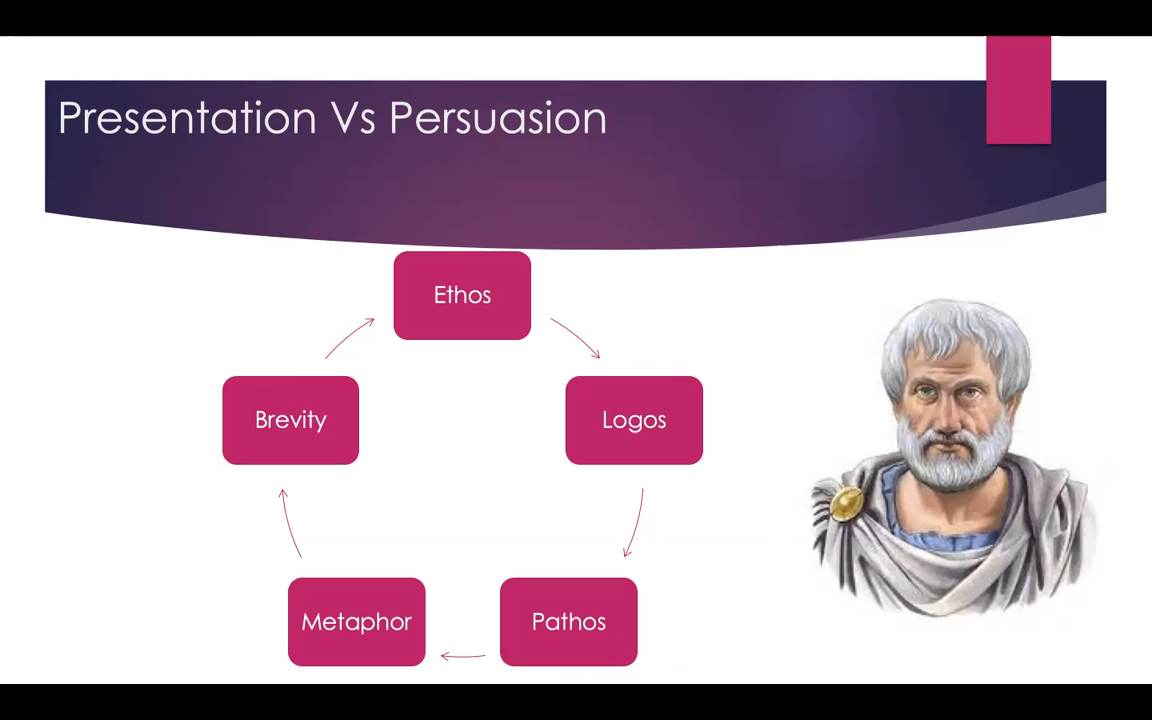 Presentation Vs Persuasion
Ethos
Logos
Pathos
Metaphor
Brevity